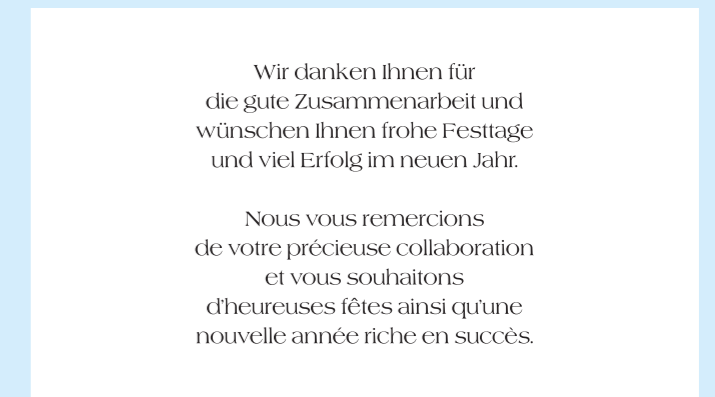 Wir danken Ihnen für
die gute Zusammenarbeit und
wünschen Ihnen frohe Festtage
und viel Erfolg im neuen Jahr.
Nous vous remercions
de votre précieuse collaboration
et vous souhaitons
d'heureuses fêtes ainsi qu'une
nouvelle année riche en succès.